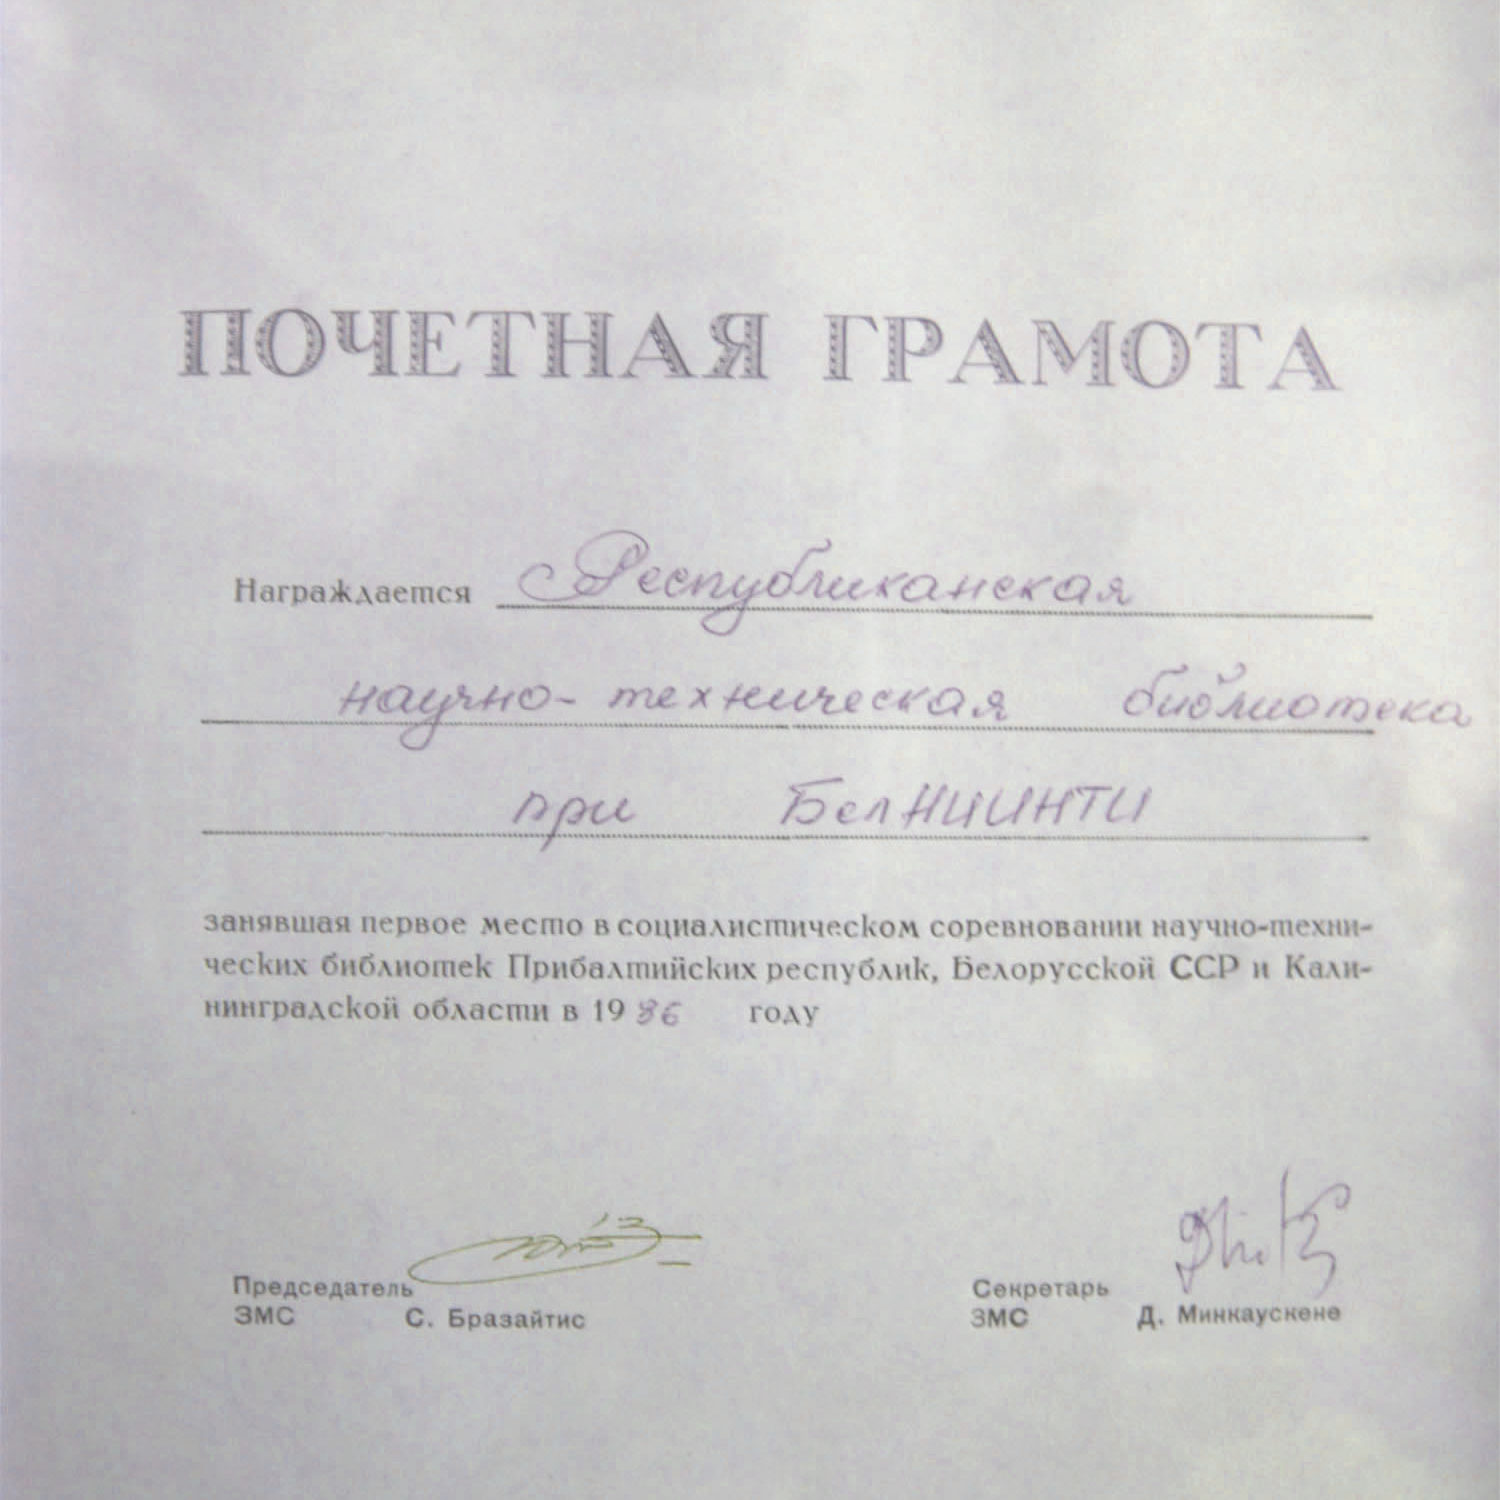 ПОЧЕТНАЯ ГРАМОТА
Награждается Республиканская
научно-техническая библиотека
при БелНИИНТИ
занявшая первое место в социалистическом соревновании научно-техни-
ческих библиотек Прибалтийских республик, Белорусской ССР и Кали-
нинградской области в 1986 году
Председатель
ЗМС С. Бразайтис
Секретарь
ЗМС Д. Минкаускене